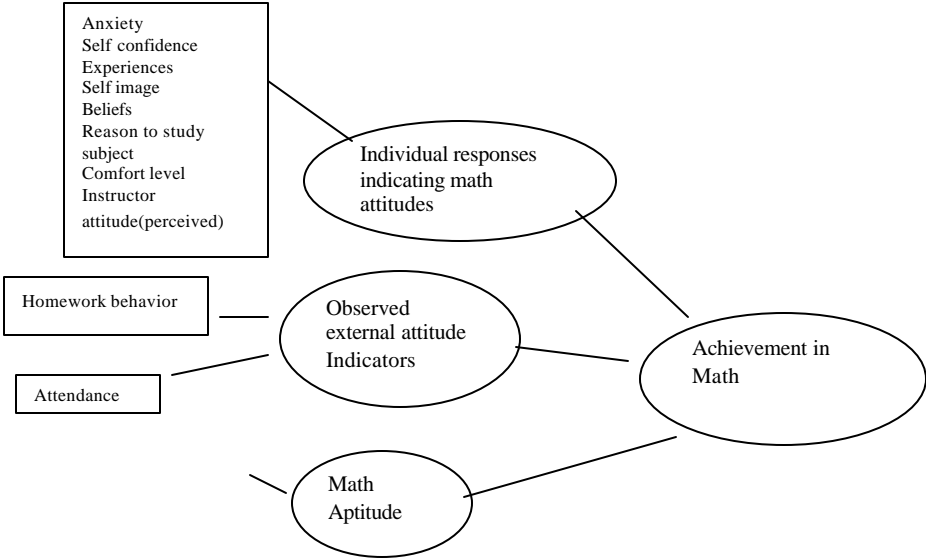 Anxiety
Self confidence
Experiences
Self image
Beliefs
Reason to study
subject
Comfort level
Instructor
attitude(perceived)
Individual responses
indicating math
attitudes
Homework behavior
Observed
external attitude
Indicators
Achievement in
Math
Attendance
Math
Aptitude